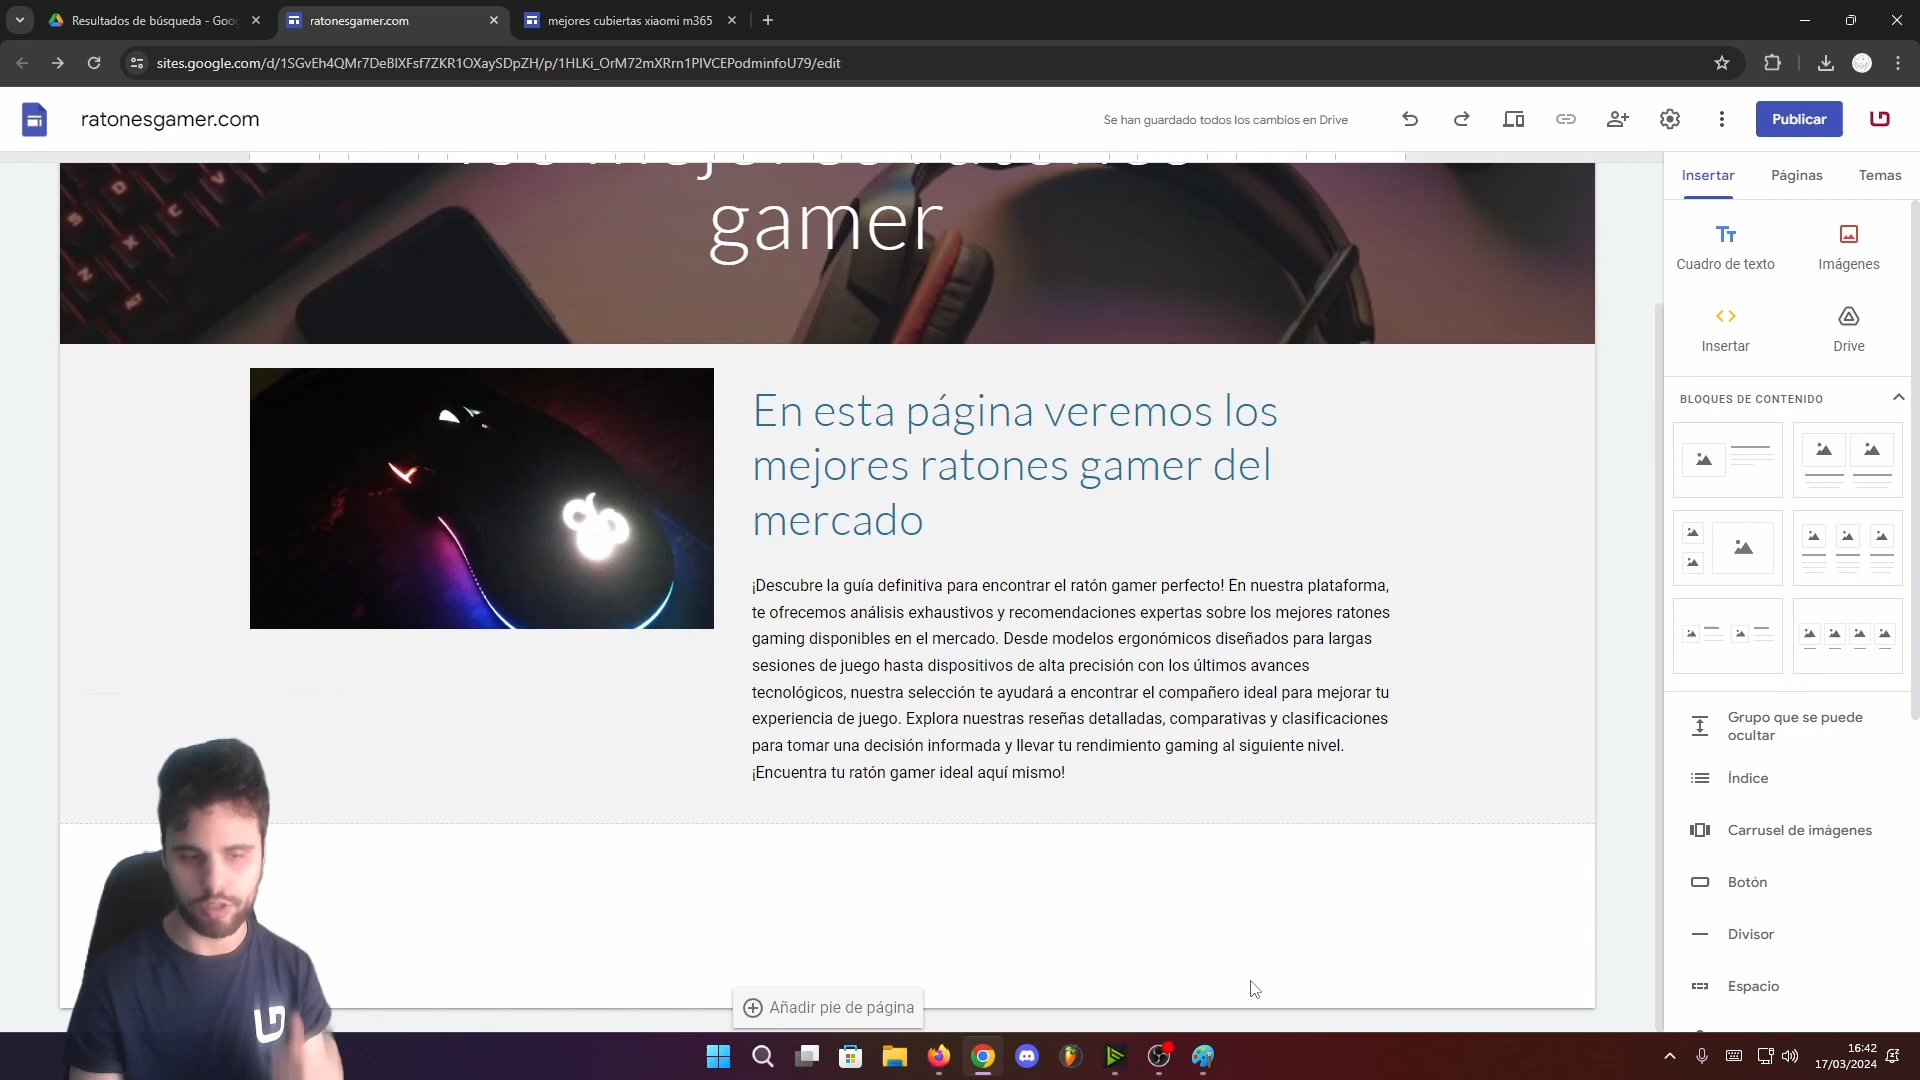 Resultados de búsqueda - Goo
ratonesgamer.com
mejores cubiertas xiaomi m365
sites.google.com/d/1SGvEh4QMr7DeBlXFsf7ZKR1OXaySDpZH/p/1HLKi_OrM72mXRrn1PIVCEPodminfoU79/edit
ratonesgamer.com
Se han guardado todos los cambios en Drive
Publicar
Insertar
Páginas
Temas
gamer
Cuadro de texto
Imágenes
Insertar
Drive
BLOQUES DE CONTENIDO
En esta página veremos los
mejores ratones gamer del
mercado
¡Descubre la guía definitiva para encontrar el ratón gamer perfecto! En nuestra plataforma,
te ofrecemos análisis exhaustivos y recomendaciones expertas sobre los mejores ratones
gaming disponibles en el mercado. Desde modelos ergonómicos diseñados para largas
sesiones de juego hasta dispositivos de alta precisión con los últimos avances
tecnológicos, nuestra selección te ayudará a encontrar el compañero ideal para mejorar tu
experiencia de juego. Explora nuestras reseñas detalladas, comparativas y clasificaciones
para tomar una decisión informada y llevar tu rendimiento gaming al siguiente nivel.
¡Encuentra tu ratón gamer ideal aquí mismo!
Grupo que se puede
ocultar
Índice
Carrusel de imágenes
Botón
Divisor
Espacio
Añadir pie de página
16:42
17/03/2024